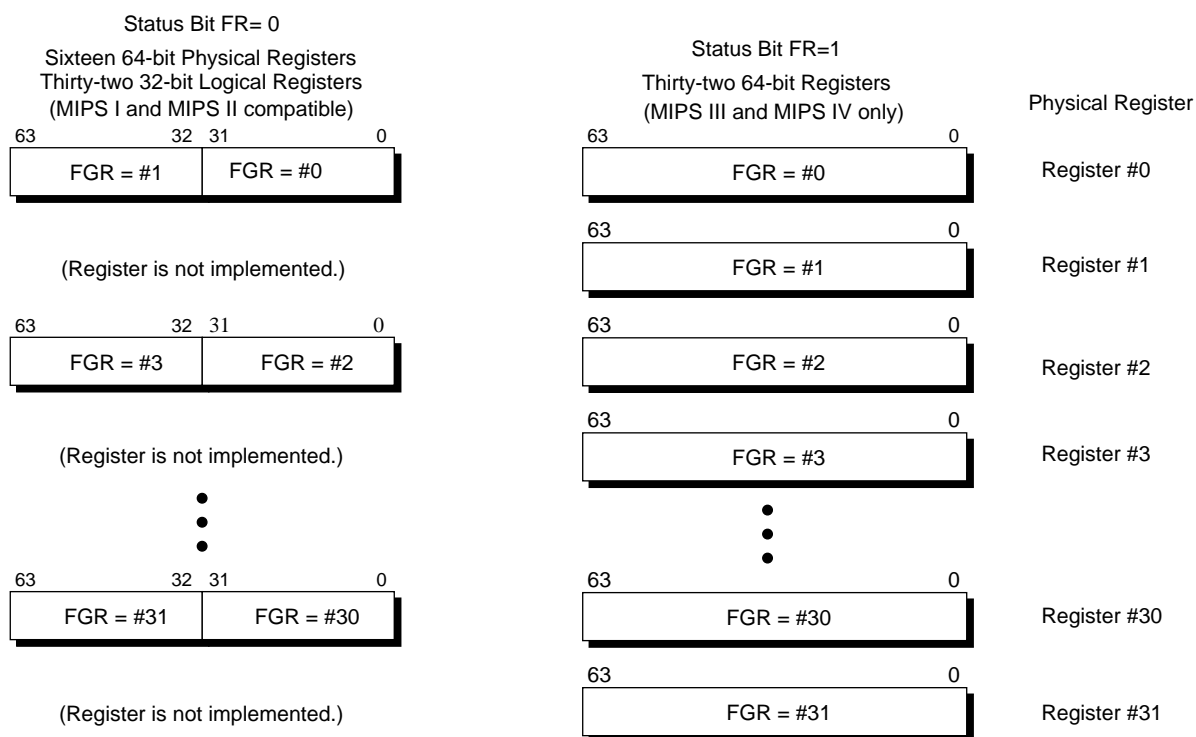 Status Bit FR= 0
Sixteen 64-bit Physical Registers
Thirty-two 32-bit Logical Registers
(MIPS I and MIPS II compatible)
63 32 31 0
FGR = #1 FGR = #0
(Register is not implemented.)
63 32 31 0
FGR = #3 FGR = #2
(Register is not implemented.)
63 32 31 0
FGR = #31 FGR = #30
(Register is not implemented.)
Status Bit FR=1
Thirty-two 64-bit Registers
(MIPS III and MIPS IV only)
63 0
FGR = #0
63 0
FGR = #1
63 0
FGR = #2
63 0
FGR = #3
63 0
FGR = #30
63 0
FGR = #31
Physical Register
Register #0
Register #1
Register #2
Register #3
Register #30
Register #31